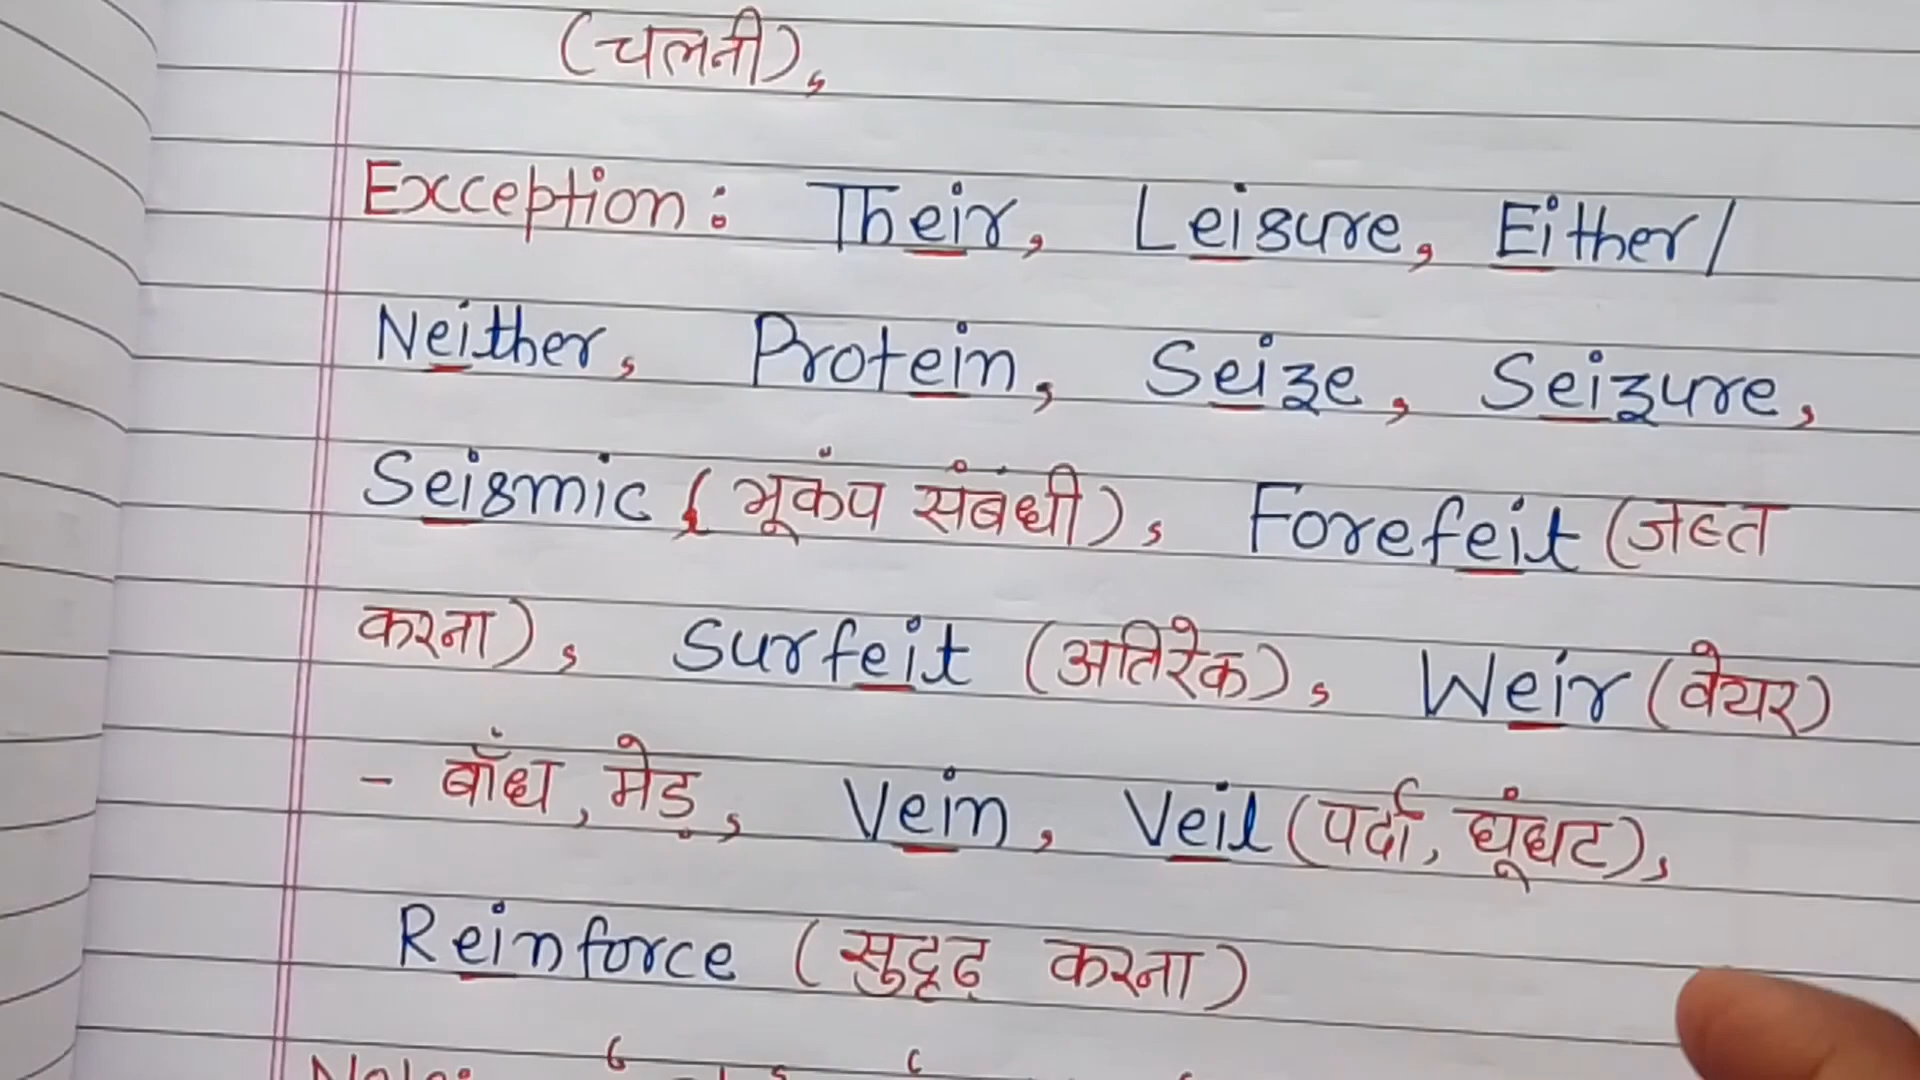 (चलनी),
Exception: Their, Leisure, Either/
Neither, Protein, Seize, Seizure,
Seismic (भूकंप संबंधी), Forefeit (जब्त
करना), Surfeit (अतिरेक), Weir (वेयर)
- बाँध, मेड़, Vein, Veil (पर्दा, घूंघट),
Reinforce (सुदृढ़ करना)